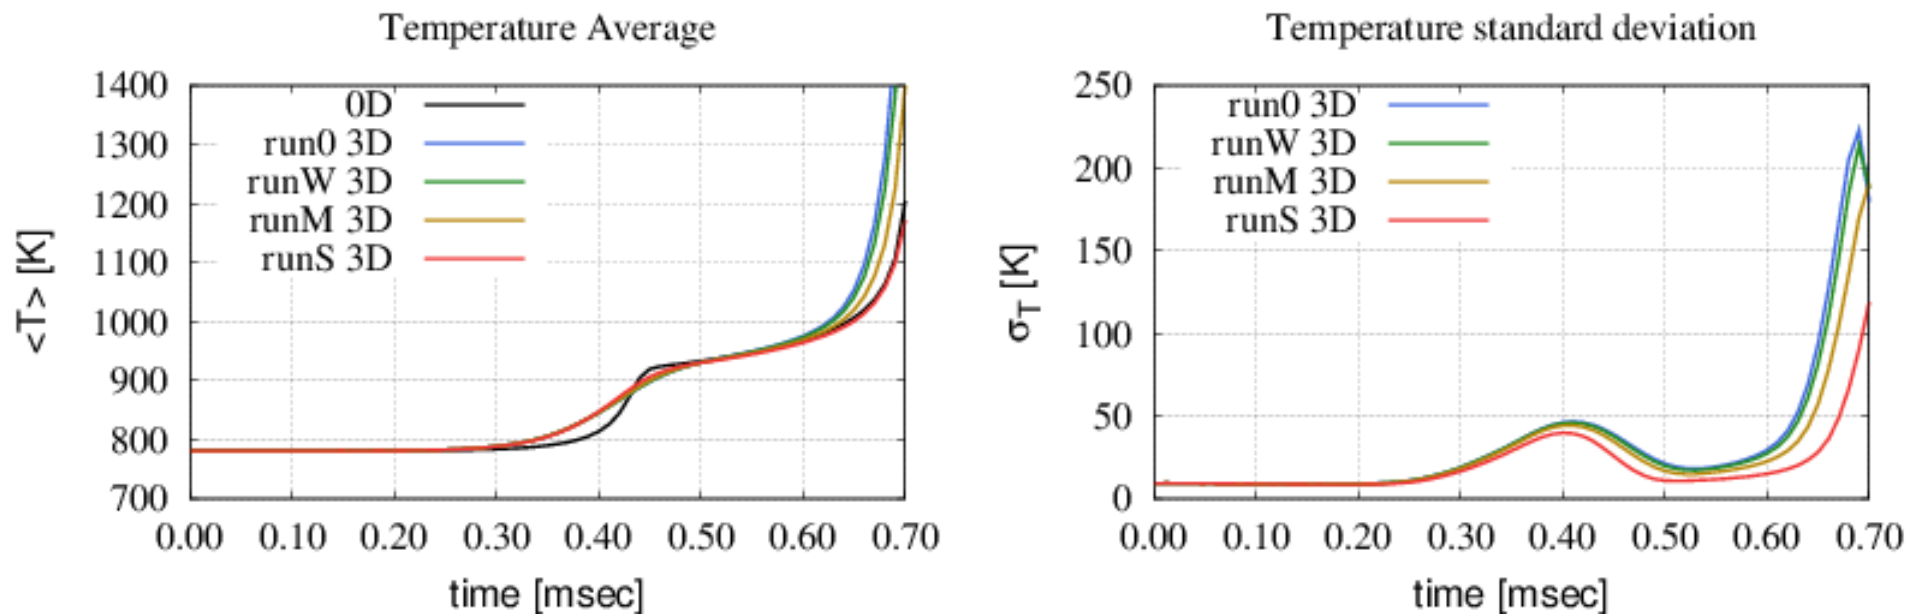 Temperature Average
<T> [K]
1400
1300
1200
1100
1000
900
800
700
0D
run0 3D
runW 3D
runM 3D
runS 3D
0.00 0.10 0.20 0.30 0.40 0.50 0.60 0.70
time [msec]
Temperature standard deviation
σT [K]
250
200
150
100
50
0
run0 3D
runW 3D
runM 3D
runS 3D
0.00 0.10 0.20 0.30 0.40 0.50 0.60 0.70
time [msec]